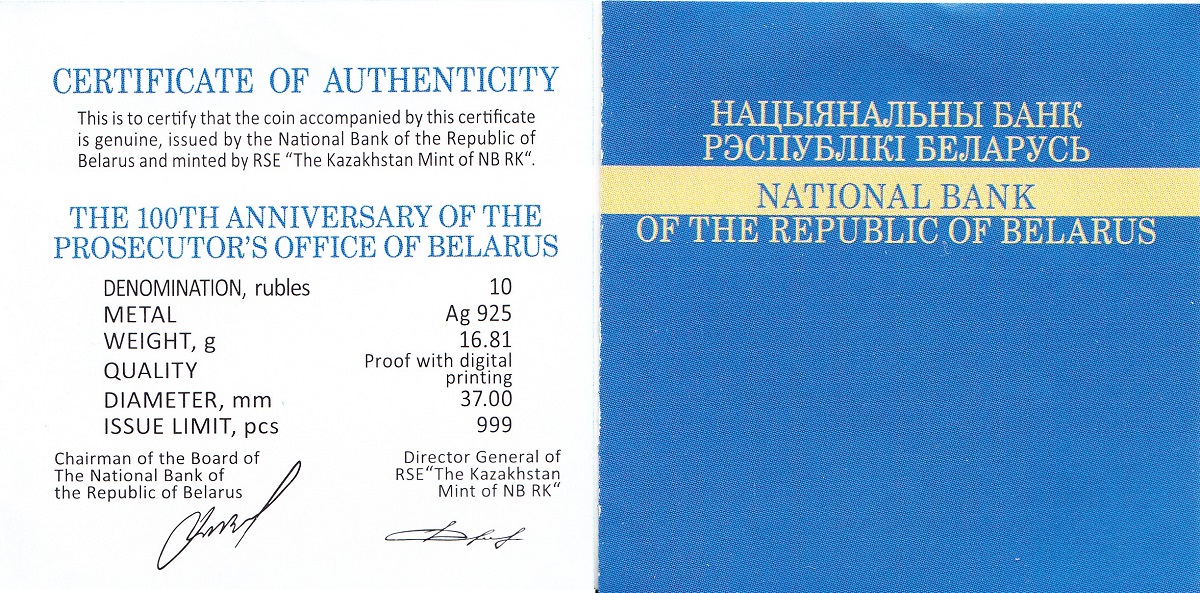 CERTIFICATE OF AUTHENTICITY
This is to certify that the coin accompanied by this certificate
is genuine, issued by the National Bank of the Republic of
Belarus and minted by RSE “The Kazakhstan Mint of NB RK“.
THE 100TH ANNIVERSARY OF THE
PROSECUTOR'S OFFICE OF BELARUS
DENOMINATION, rubles 10
METAL Ag 925
WEIGHT, g 16.81
QUALITY Proof with digital
printing
DIAMETER, mm 37.00
ISSUE LIMIT, pcs 999
Chairman of the Board of
The National Bank of
the Republic of Belarus
Director General of
RSE“The Kazakhstan
Mint of NB RK“
НАЦЫЯНАЛЬНЫ БАНК
РЭСПУБЛІКІ БЕЛАРУСЬ
NATIONAL BANK
OF THE REPUBLIC OF BELARUS